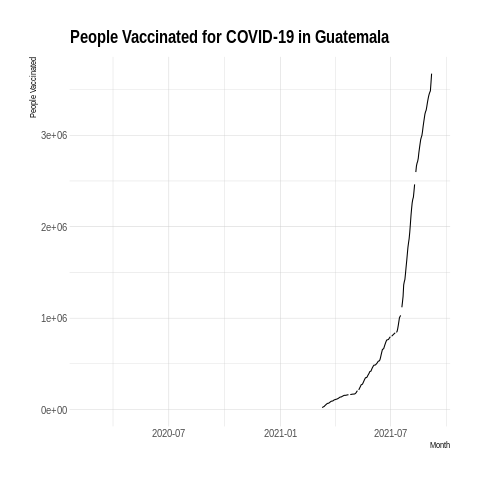 People Vaccinated for COVID-19 in Guatemala
People Vaccinated
3e+06
2e+06
1e+06
0e+00
2020-07 2021-01 2021-07
Month